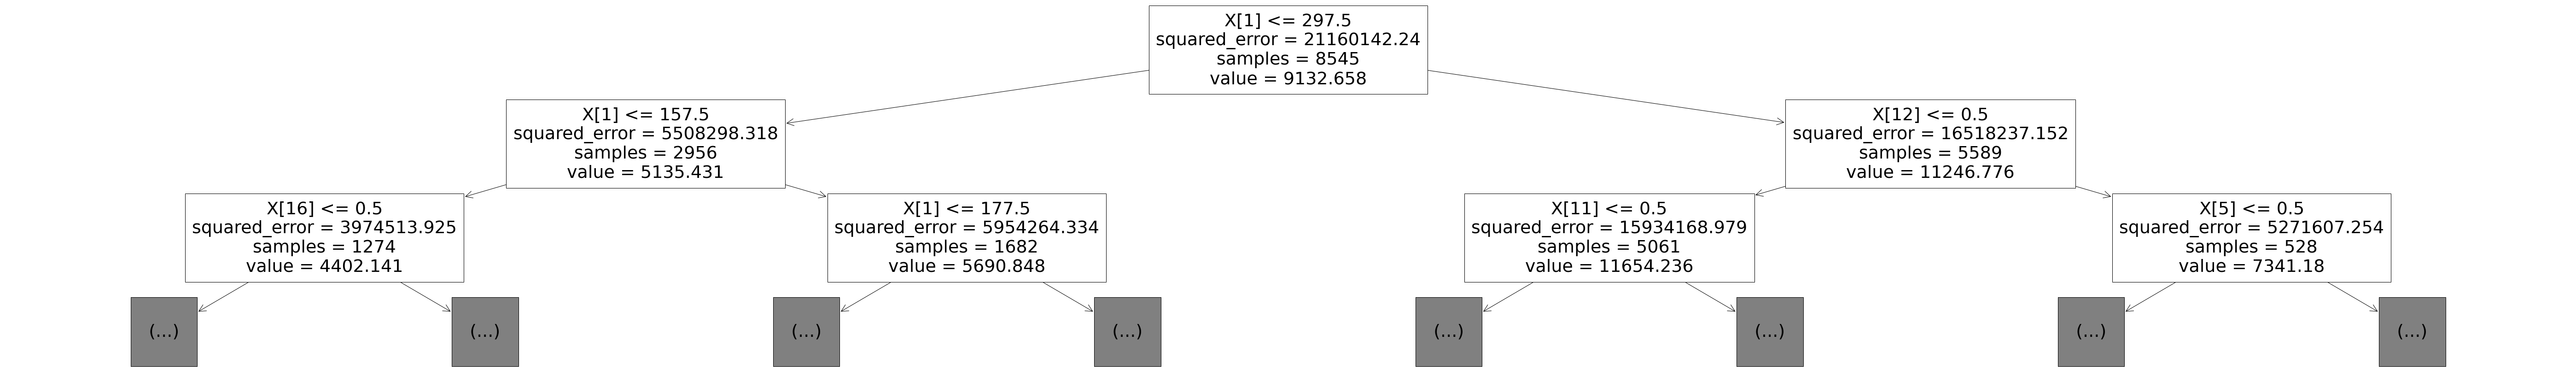 X[1] <= 297.5
squared_error = 21160142.24
samples = 8545
value = 9132.658
X[1] <= 157.5
squared_error = 5508298.318
samples = 2956
value = 5135.431
X[12] <= 0.5
squared_error = 16518237.152
samples = 5589
value = 11246.776
X[16] <= 0.5
squared_error = 3974513.925
samples = 1274
value = 4402.141
X[1] <= 177.5
squared_error = 5954264.334
samples = 1682
value = 5690.848
X[11] <= 0.5
squared_error = 15934168.979
samples = 5061
value = 11654.236
X[5] <= 0.5
squared_error = 5271607.254
samples = 528
value = 7341.18
(...)
(...)
(...)
(...)
(...)
(...)
(...)
(...)